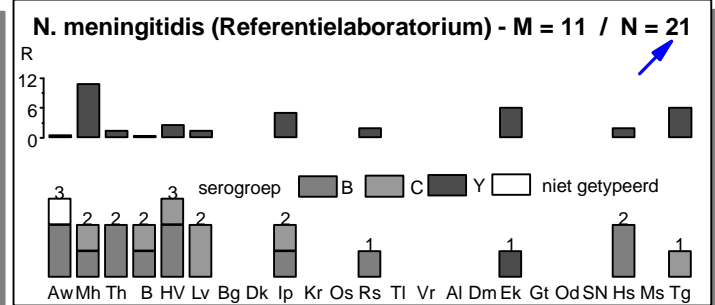 N. meningitidis (Referentielaboratorium) - M = 11 / N = 21
R
12
6
0
serogroep B C Y niet getypeerd
3 2 2 2 3 2 2 1 1 2 1
Aw Mh Th B HV Lv Bg Dk Ip Kr Os Rs Tl Vr Al Dm Ek Gt Od SN Hs Ms Tg